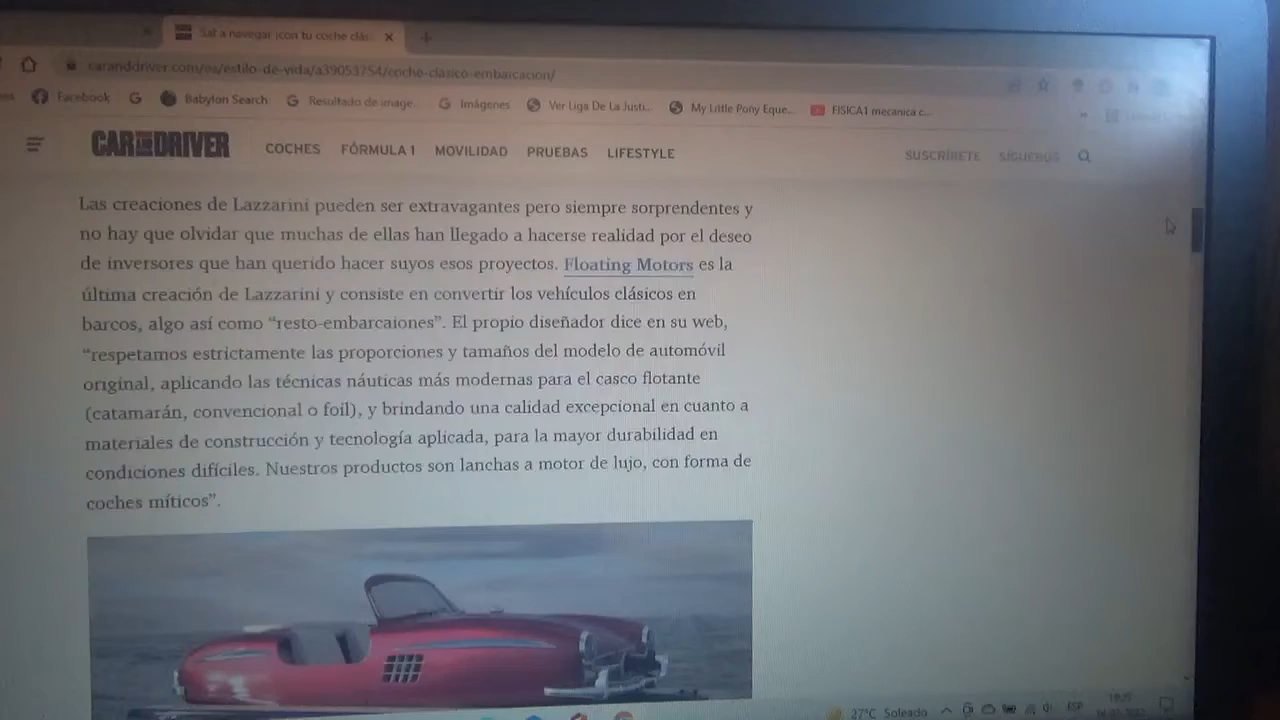 Sal a navegar ¡con tu coche clás
caranddriver.com/es/estilo-de-vida/a39053754/coche-clasico-embarcacion/
Facebook
Babylon Search
Resultado de image...
Imágenes
Ver Liga De La Justi...
My Little Pony Eque...
FISICA1 mecanica c...
»
CAR AND DRIVER
COCHES
FÓRMULA 1
MOVILIDAD
PRUEBAS
LIFESTYLE
SUSCRÍBETE
SÍGUENOS
Las creaciones de Lazzarini pueden ser extravagantes pero siempre sorprendentes y
no hay que olvidar que muchas de ellas han llegado a hacerse realidad por el deseo
de inversores que han querido hacer suyos esos proyectos. Floating Motors es la
última creación de Lazzarini y consiste en convertir los vehículos clásicos en
barcos, algo así como “resto-embarcaiones”. El propio diseñador dice en su web,
“respetamos estrictamente las proporciones y tamaños del modelo de automóvil
original, aplicando las técnicas náuticas más modernas para el casco flotante
(catamarán, convencional o foil), y brindando una calidad excepcional en cuanto a
materiales de construcción y tecnología aplicada, para la mayor durabilidad en
condiciones difíciles. Nuestros productos son lanchas a motor de lujo, con forma de
coches míticos”.
27°C Soleado
ESP